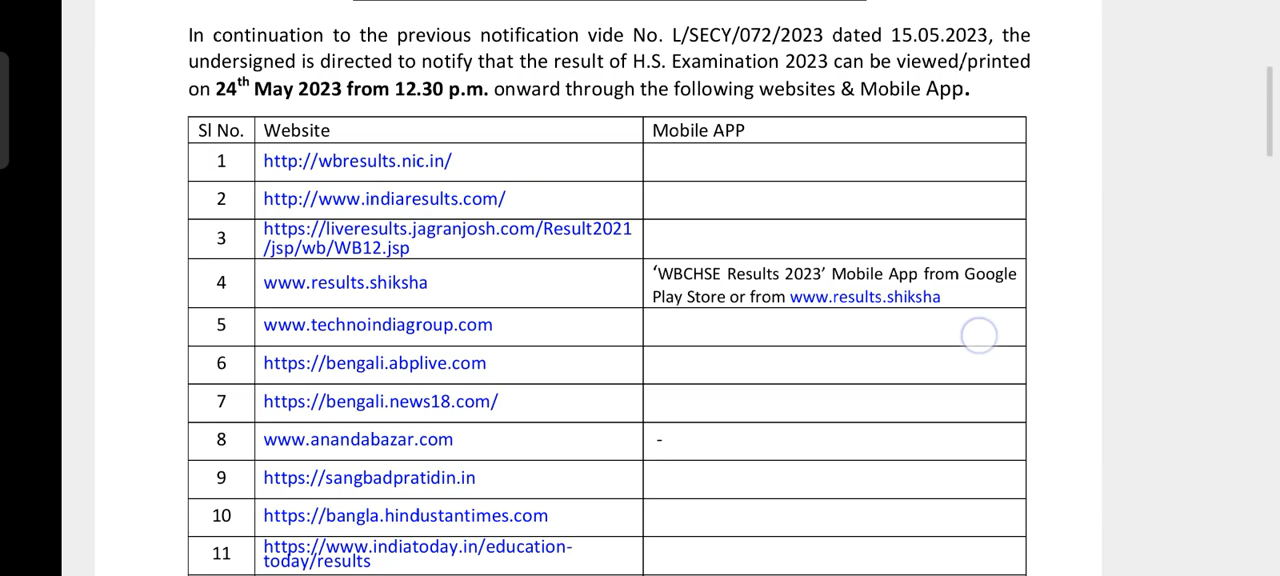 In continuation to the previous notification vide No. L/SECY/072/2023 dated 15.05.2023, the
undersigned is directed to notify that the result of H.S. Examination 2023 can be viewed/printed
on 24th May 2023 from 12.30 p.m. onward through the following websites & Mobile App.
Sl No. Website Mobile APP
1 http://wbresults.nic.in/
2 http://www.indiaresults.com/
3 https://liveresults.jagranjosh.com/Result2021
/jsp/wb/WB12.jsp
4 www.results.shiksha ‘WBCHSE Results 2023’ Mobile App from Google
Play Store or from www.results.shiksha
5 www.technoindiagroup.com
6 https://bengali.abplive.com
7 https://bengali.news18.com/
8 www.anandabazar.com -
9 https://sangbadpratidin.in
10 https://bangla.hindustantimes.com
11 https://www.indiatoday.in/education-
today/results